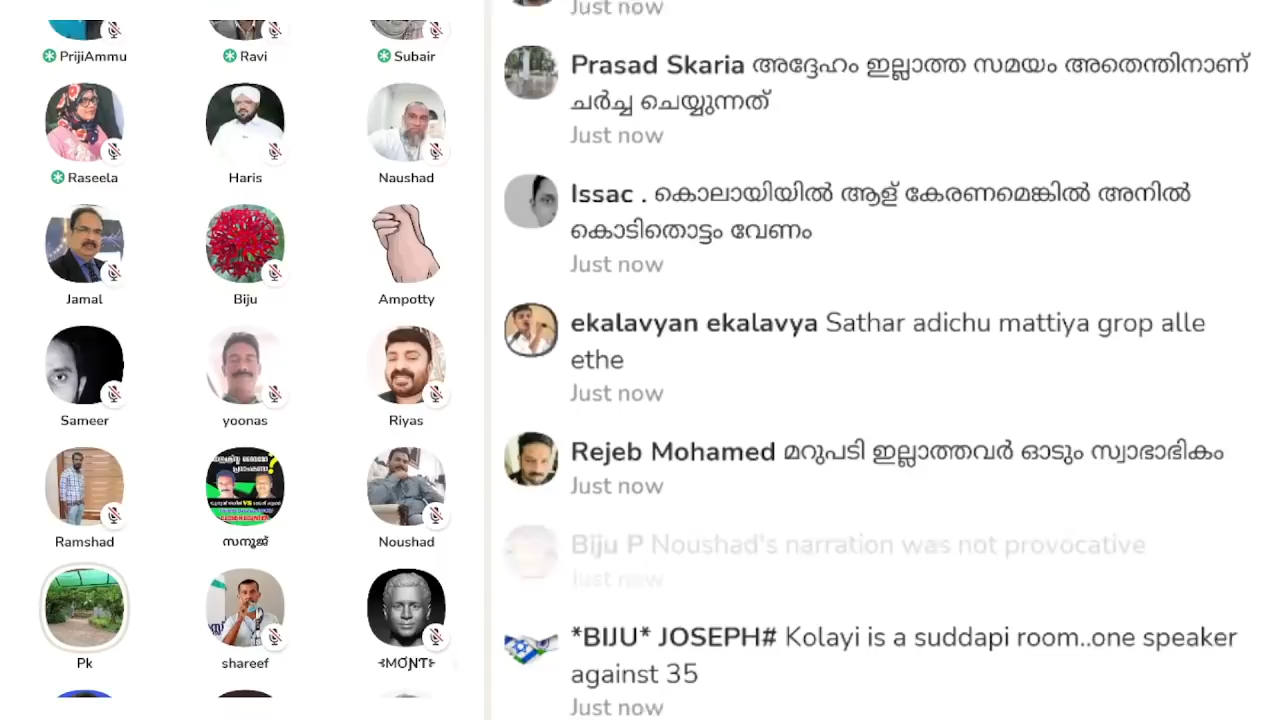 PrijiAmmu
Ravi
Subair
Raseela
Haris
Naushad
Jamal
Biju
Ampotty
Sameer
yoonas
Riyas
Ramshad
സനൂജ്
Noushad
Pk
shareef
Just now
Prasad Skaria അദ്ദേഹം ഇല്ലാത്ത സമയം അതെന്തിനാണ്
ചർച്ച ചെയ്യുന്നത്
Just now
Issac . കൊലായിയിൽ ആള് കേരണമെങ്കിൽ അനിൽ
കൊടിതൊട്ടം വേണം
Just now
ekalavyan ekalavya Sathar adichu mattiya grop alle
ethe
Just now
Rejeb Mohamed മറുപടി ഇല്ലാത്തവർ ഓടും സ്വാഭാഭികം
Just now
Biju P Noushad's narration was not provocative
Just now
*BIJU* JOSEPH# Kolayi is a suddapi room..one speaker
against 35
Just now